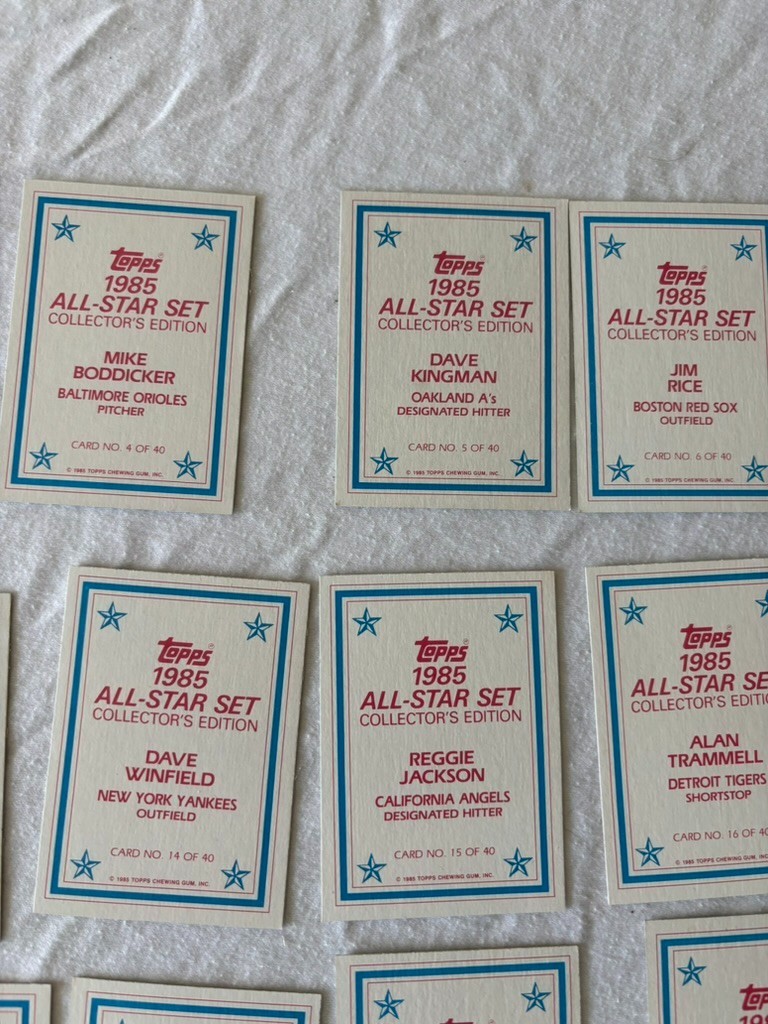 Topps®
1985
ALL-STAR SET
COLLECTOR'S EDITION
MIKE
BODDICKER
BALTIMORE ORIOLES
PITCHER
CARD NO. 4 OF 40
© 1985 TOPPS CHEWING GUM, INC.
Topps®
1985
ALL-STAR SET
COLLECTOR'S EDITION
DAVE
KINGMAN
OAKLAND A's
DESIGNATED HITTER
CARD NO. 5 OF 40
© 1985 TOPPS CHEWING GUM, INC.
Topps®
1985
ALL-STAR SET
COLLECTOR'S EDITION
JIM
RICE
BOSTON RED SOX
OUTFIELD
CARD NO. 6 OF 40
© 1985 TOPPS CHEWING GUM, INC.
Topps®
1985
ALL-STAR SET
COLLECTOR'S EDITION
DAVE
WINFIELD
NEW YORK YANKEES
OUTFIELD
CARD NO. 14 OF 40
© 1985 TOPPS CHEWING GUM, INC.
Topps®
1985
ALL-STAR SET
COLLECTOR'S EDITION
REGGIE
JACKSON
CALIFORNIA ANGELS
DESIGNATED HITTER
CARD NO. 15 OF 40
© 1985 TOPPS CHEWING GUM, INC.
Topps®
1985
ALL-STAR SE
COLLECTOR'S EDITION
ALAN
TRAMMELL
DETROIT TIGERS
SHORTSTOP
CARD NO. 16 OF 40
© 1985 TOPPS CHEWING GUM, INC.